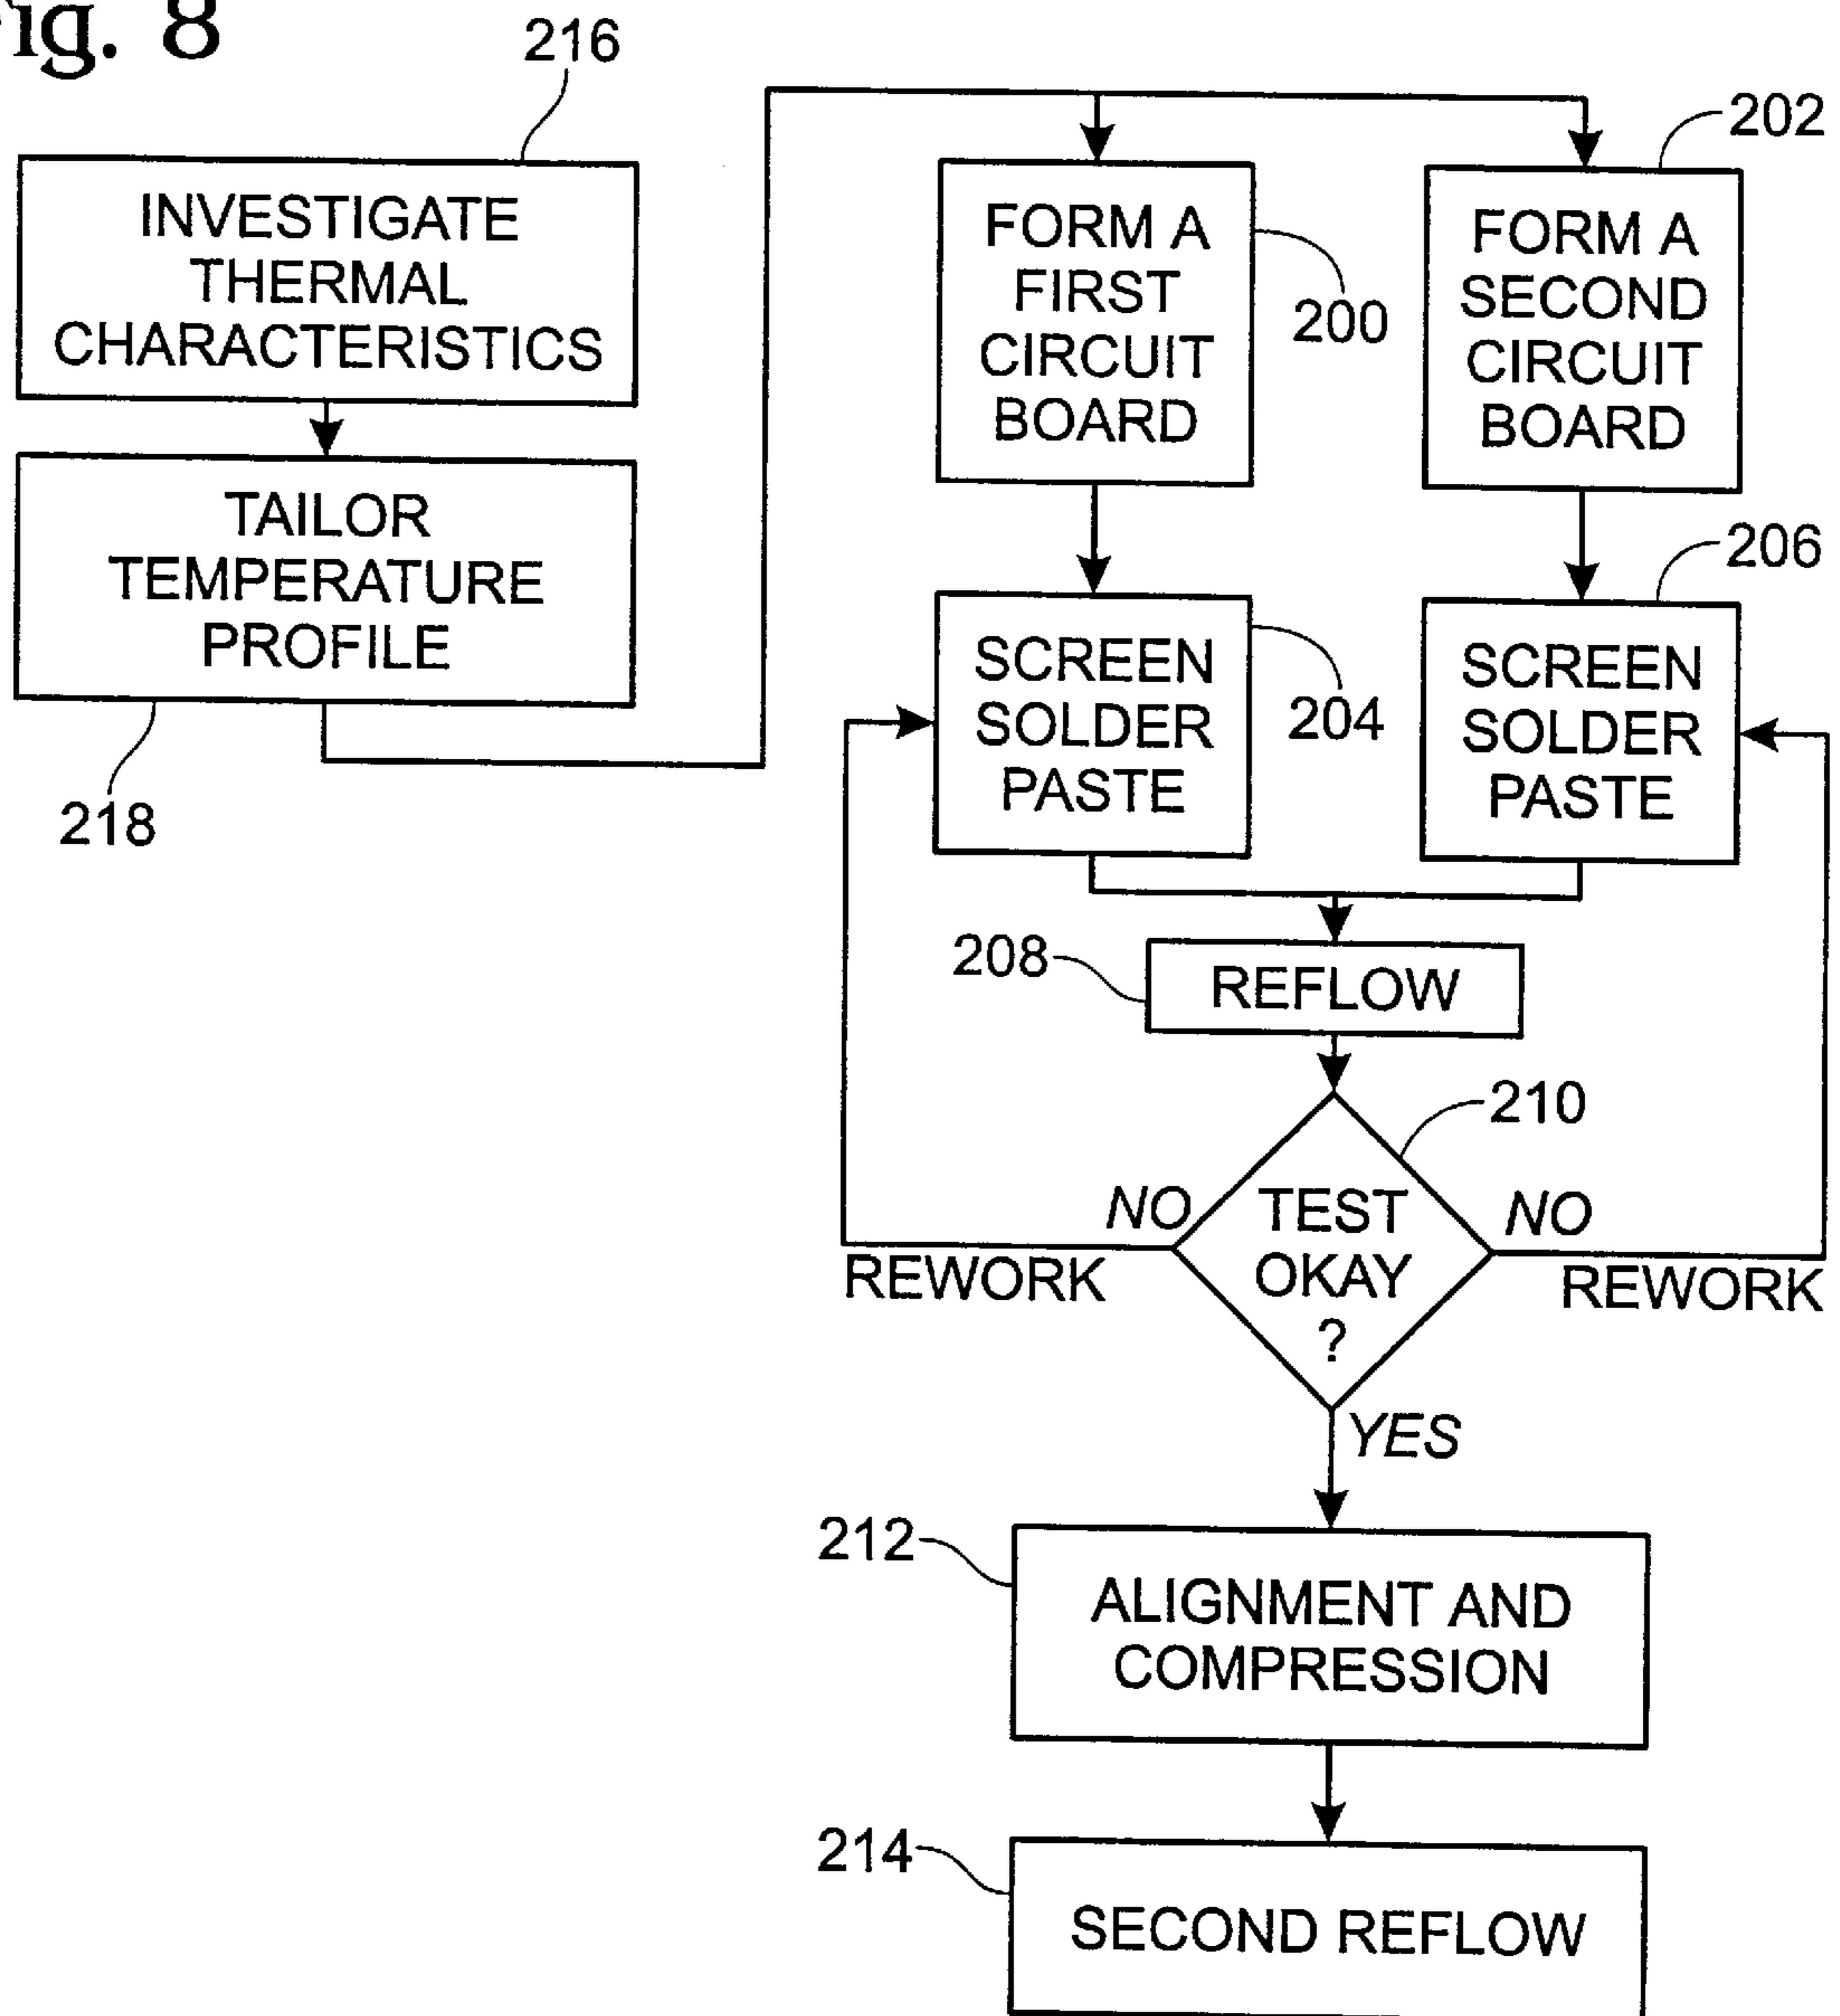 Fig. 8
216
INVESTIGATE
THERMAL
CHARACTERISTICS
TAILOR
TEMPERATURE
PROFILE
218
202
FORM A
FIRST
CIRCUIT
BOARD
200
FORM A
SECOND
CIRCUIT
BOARD
206
SCREEN
SOLDER
PASTE
204
SCREEN
SOLDER
PASTE
208
REFLOW
210
NO
REWORK
TEST
OKAY
?
NO
REWORK
YES
212
ALIGNMENT AND
COMPRESSION
214
SECOND REFLOW